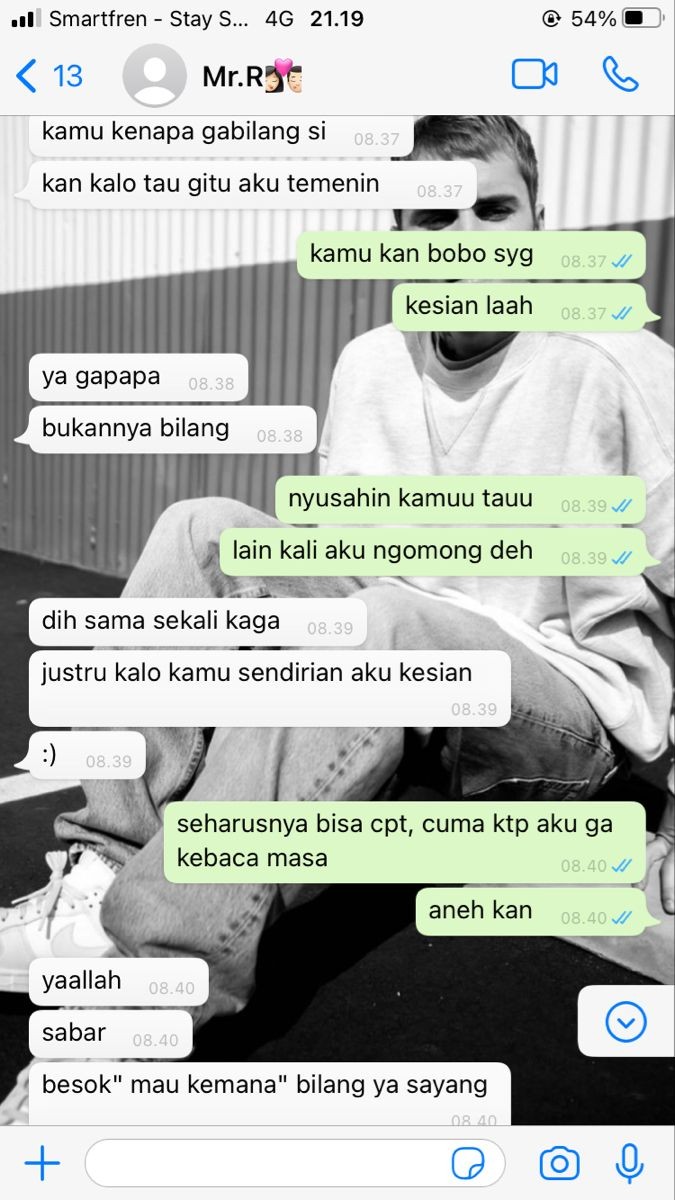 Smartfren - Stay S... 4G 21.19 54%
13 Mr.R
kamu kenapa gabilang si 08.37
kan kalo tau gitu aku temenin 08.37
kamu kan bobo syg 08.37
kesian laah 08.37
ya gapapa 08.38
bukannya bilang 08.38
nyusahin kamuu tauu 08.39
lain kali aku ngomong deh 08.39
dih sama sekali kaga 08.39
justru kalo kamu sendirian aku kesian
08.39
:) 08.39
seharusnya bisa cpt, cuma ktp aku ga
kebaca masa 08.40
aneh kan 08.40
yaallah 08.40
sabar 08.40
besok" mau kemana" bilang ya sayang
08.40